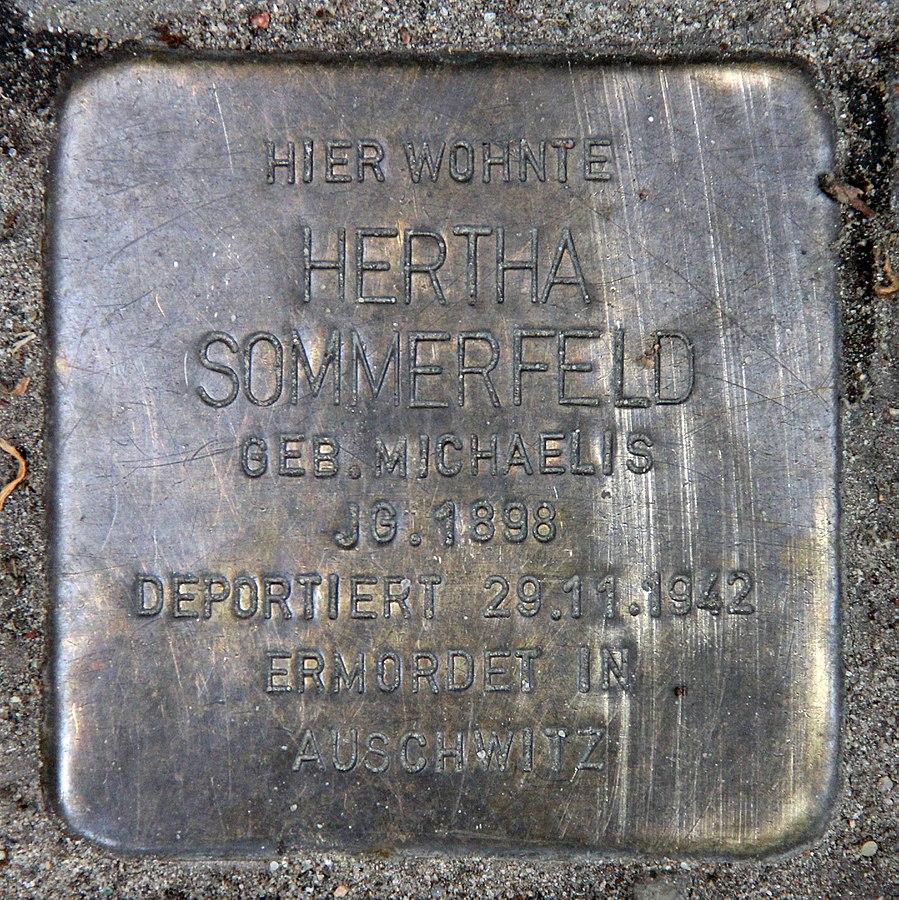 HIER WOHNTE
HERTHA
SOMMERFELD
GEB. MICHAELIS
JG. 1898
DEPORTIERT 29.11.1942
ERMORDET IN
AUSCHWITZ